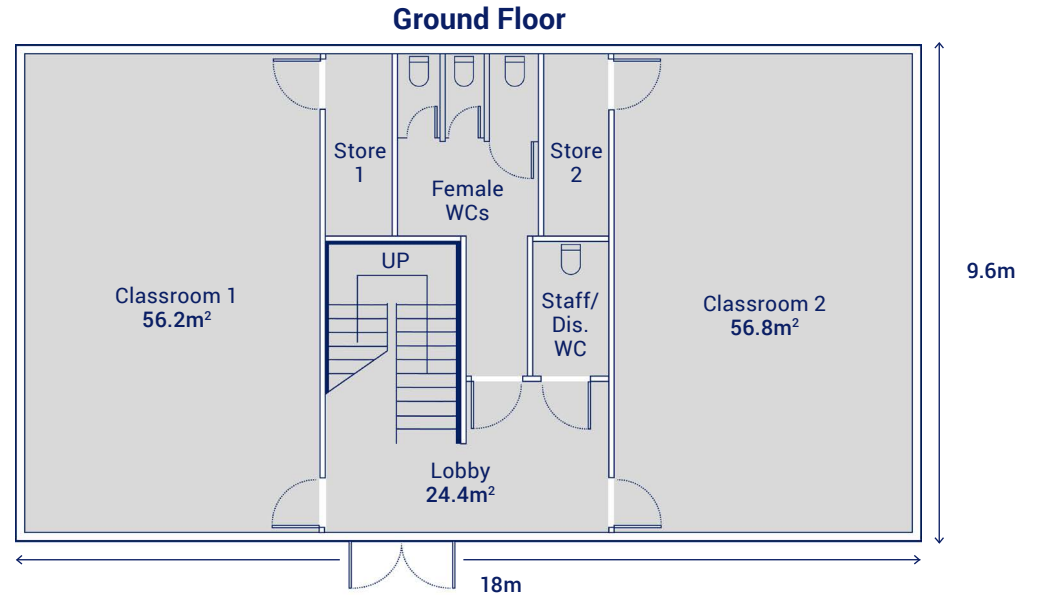 Ground Floor
Store
1
Store
2
Female
WCs
UP
Classroom 1
56.2m²
Staff/
Dis.
WC
Classroom 2
56.8m²
9.6m
Lobby
24.4m²
18m